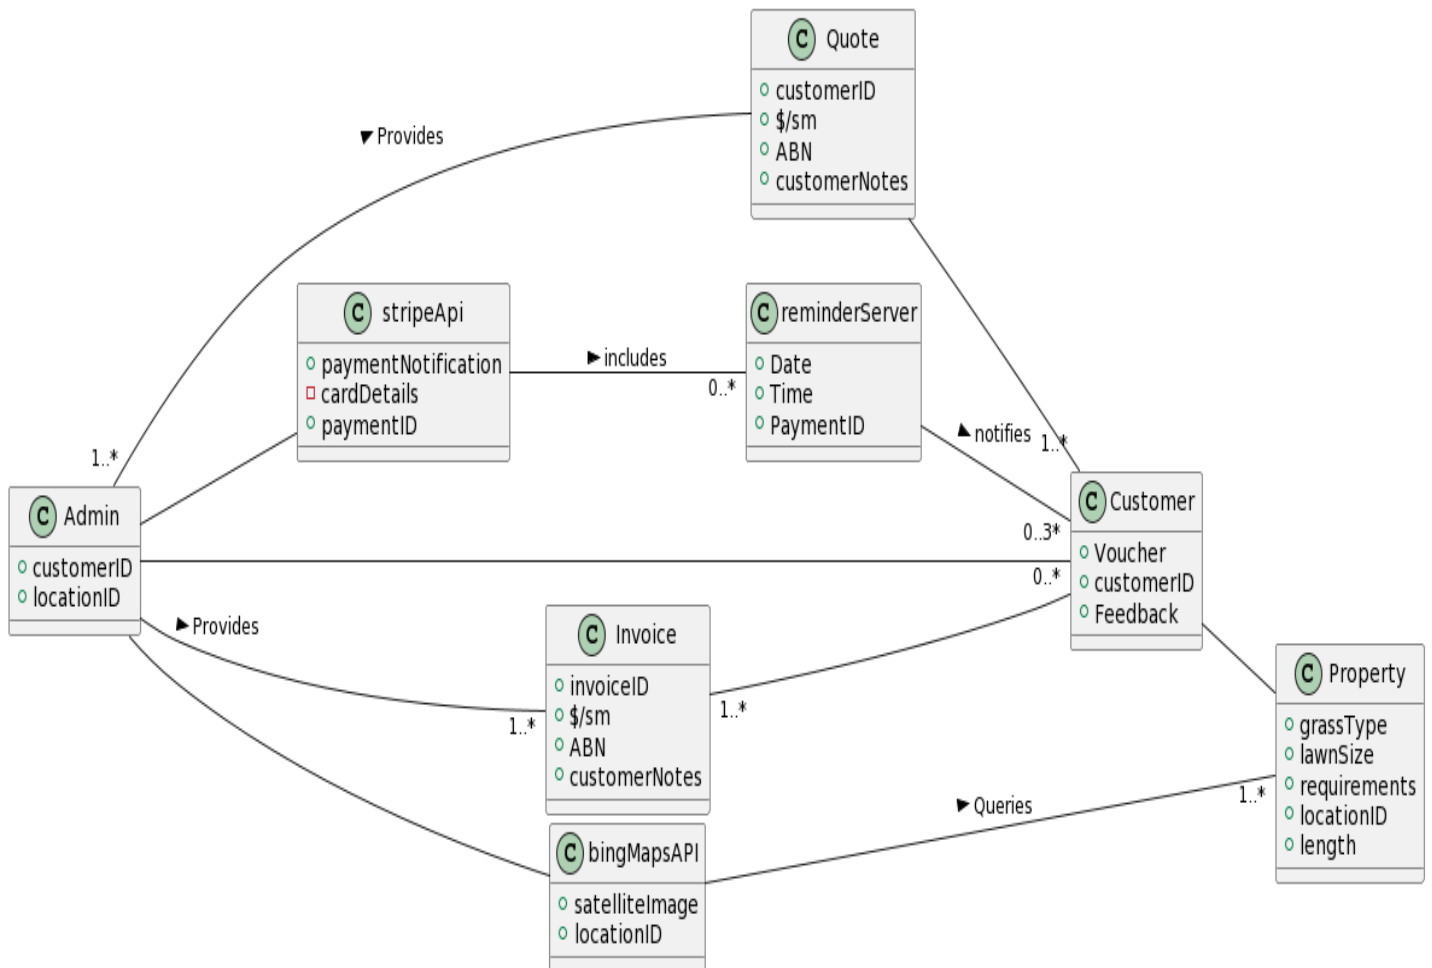 C Quote
customerID
$/sm
ABN
customerNotes
Provides
C stripeApi
paymentNotification
cardDetails
paymentID
includes
0..*
C reminderServer
Date
Time
PaymentID
notifies
1..*
1..*
C Admin
customerID
locationID
C Customer
Voucher
customerID
Feedback
0..3*
0..*
Provides
1..*
C Invoice
invoiceID
$/sm
ABN
customerNotes
1..*
C Property
grassType
lawnSize
requirements
locationID
length
Queries
1..*
C bingMapsAPI
satelliteImage
locationID